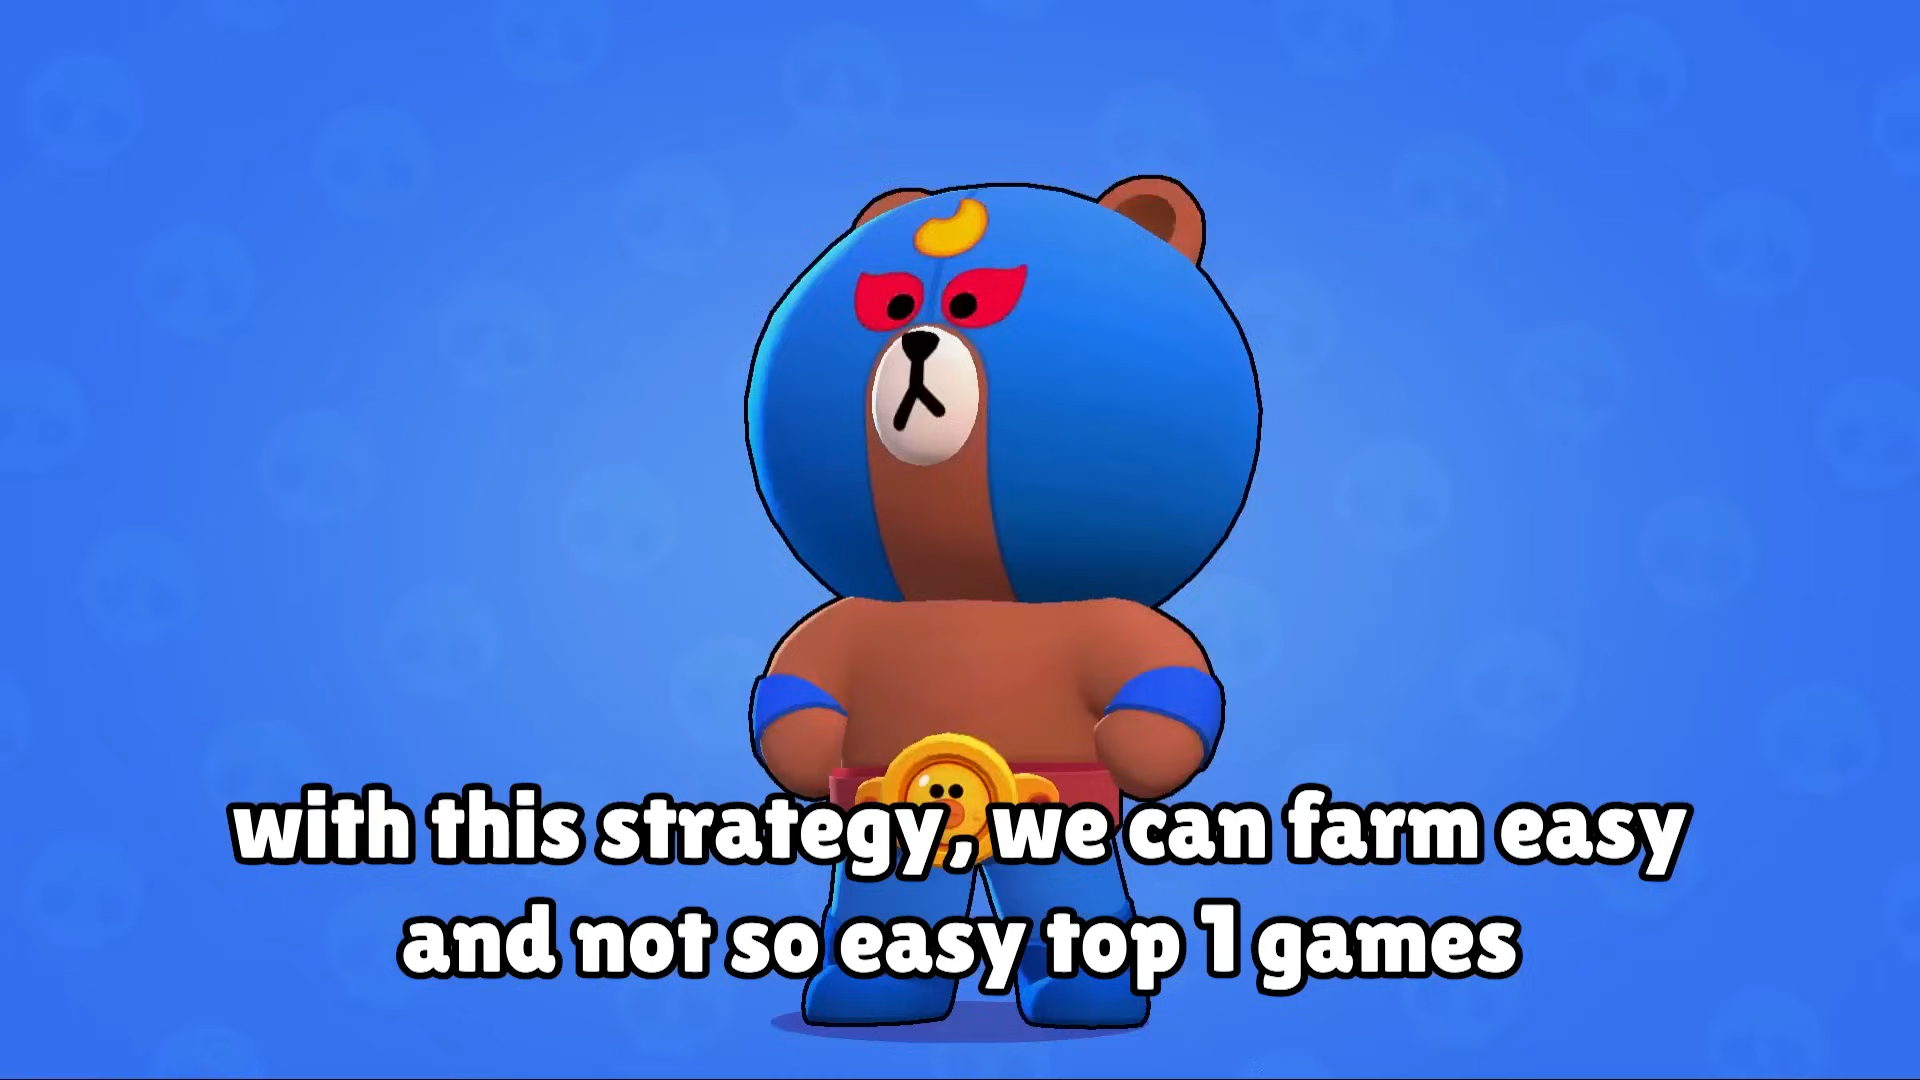 with this strategy, we can farm easy
and not so easy top 1 games